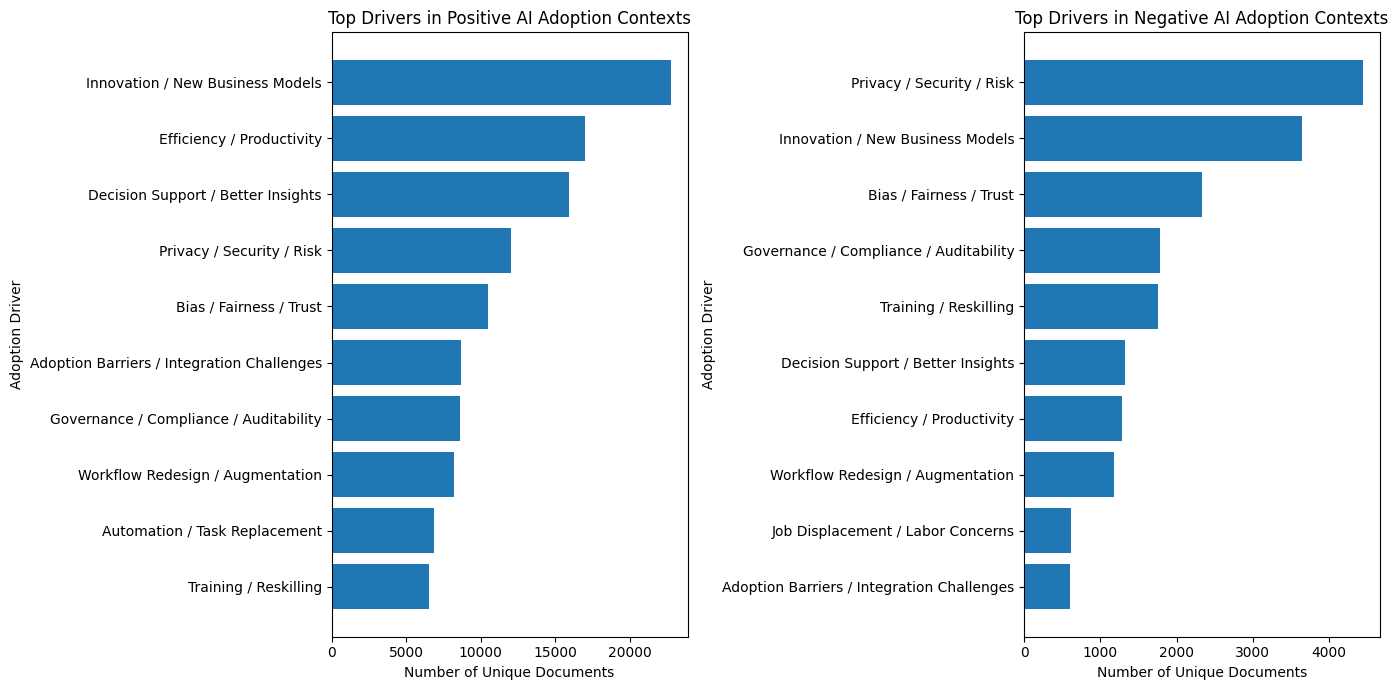 Top Drivers in Positive AI Adoption Contexts
Adoption Driver
Innovation / New Business Models
Efficiency / Productivity
Decision Support / Better Insights
Privacy / Security / Risk
Bias / Fairness / Trust
Adoption Barriers / Integration Challenges
Governance / Compliance / Auditability
Workflow Redesign / Augmentation
Automation / Task Replacement
Training / Reskilling
0 5000 10000 15000 20000
Number of Unique Documents
Top Drivers in Negative AI Adoption Contexts
Adoption Driver
Privacy / Security / Risk
Innovation / New Business Models
Bias / Fairness / Trust
Governance / Compliance / Auditability
Training / Reskilling
Decision Support / Better Insights
Efficiency / Productivity
Workflow Redesign / Augmentation
Job Displacement / Labor Concerns
Adoption Barriers / Integration Challenges
0 1000 2000 3000 4000
Number of Unique Documents